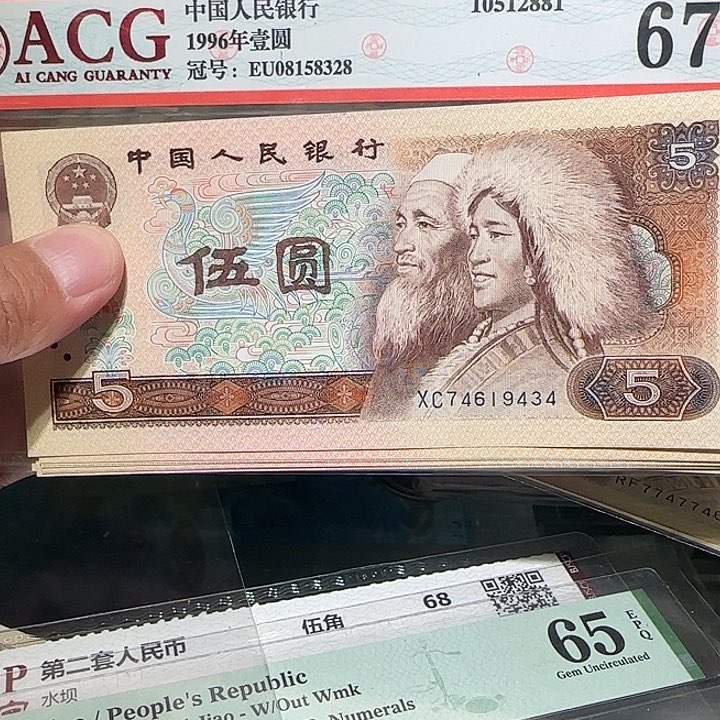 ACG
AI CANG GUARANTY
中国人民银行
1996年壹圆
冠号：EU08158328
10512881
67
中国人民银行
5
伍圆
5
XC74619434
5
RF7747748
P 第二套人民币
水坝
伍角
68
/ People's Republic
Jiao - W/Out Wmk
Numerals
65
EPQ
Gem Uncirculated